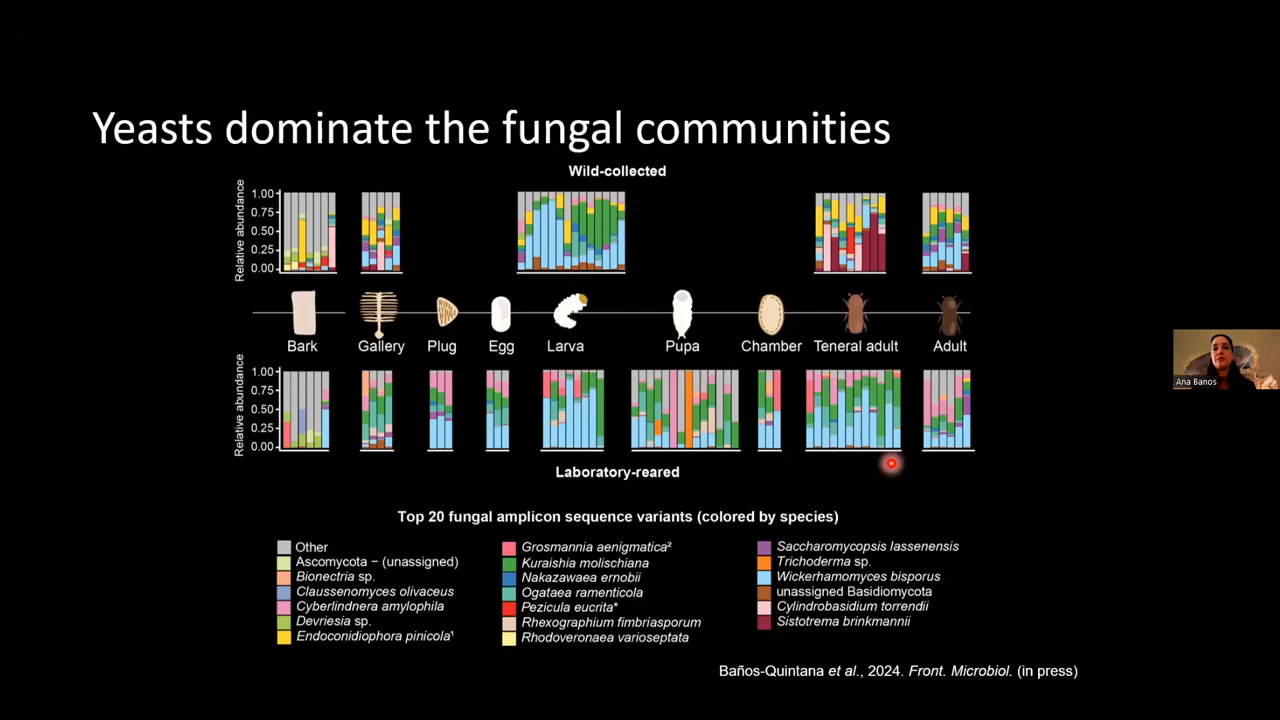 Yeasts dominate the fungal communities
Wild-collected
Relative abundance
1.00
0.75
0.50
0.25
0.00
Bark
Gallery
Plug
Egg
Larva
Pupa
Chamber
Teneral adult
Adult
Relative abundance
1.00
0.75
0.50
0.25
0.00
Laboratory-reared
Ana Banos
Top 20 fungal amplicon sequence variants (colored by species)
Other
Ascomycota − (unassigned)
Bionectria sp.
Claussenomyces olivaceus
Cyberlindnera amylophila
Devriesia sp.
Endoconidiophora pinicola¹
Grosmannia aenigmatica²
Kuraishia molischiana
Nakazawaea ernobii
Ogataea ramenticola
Pezicula eucrita*
Rhexographium fimbriasporum
Rhodoveronaea varioseptata
Saccharomycopsis lassenensis
Trichoderma sp.
Wickerhamomyces bisporus
unassigned Basidiomycota
Cylindrobasidium torrendii
Sistotrema brinkmannii
Baños-Quintana et al., 2024. Front. Microbiol. (in press)